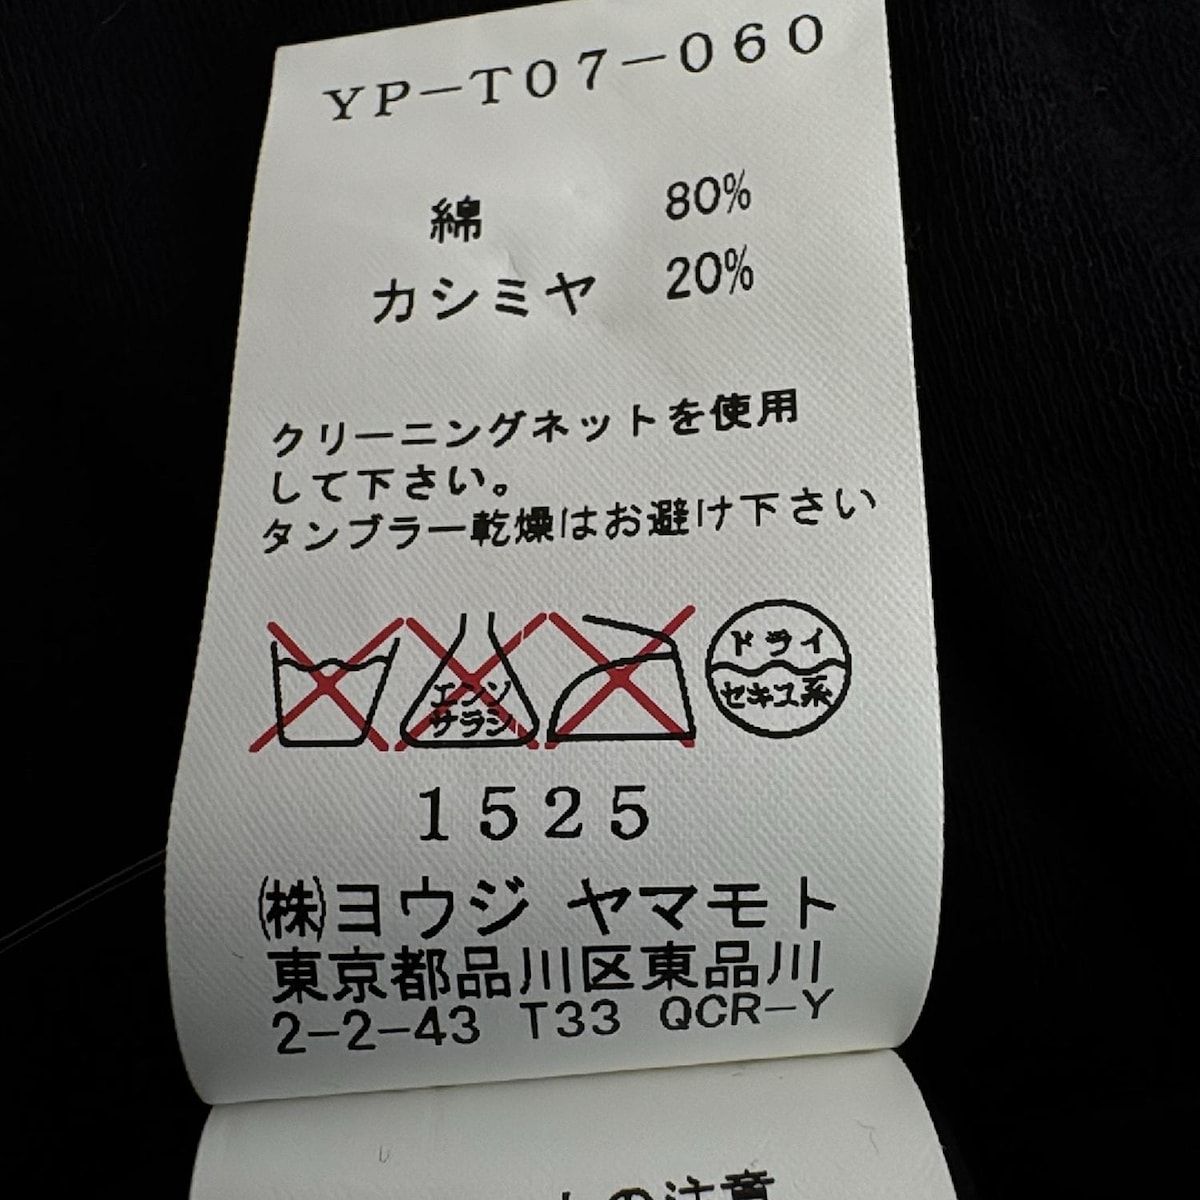 YP-T07-060
綿 80%
カシミヤ 20%
クリーニングネットを使用
して下さい。
タンブラー乾燥はお避け下さい
エンソ
サラシ
ドライ
セキユ系
1525
㈱ヨウジ ヤマモト
東京都品川区東品川
2-2-43 T33 QCR-Y
の注意